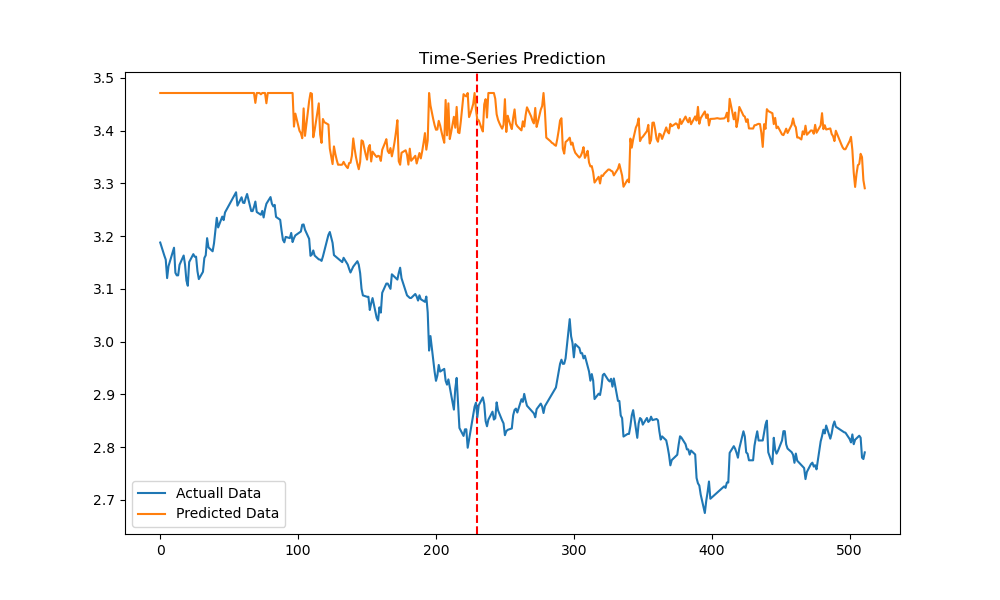 Time-Series Prediction
3.5
3.4
3.3
3.2
3.1
3.0
2.9
2.8
2.7
Actuall Data
Predicted Data
0 100 200 300 400 500